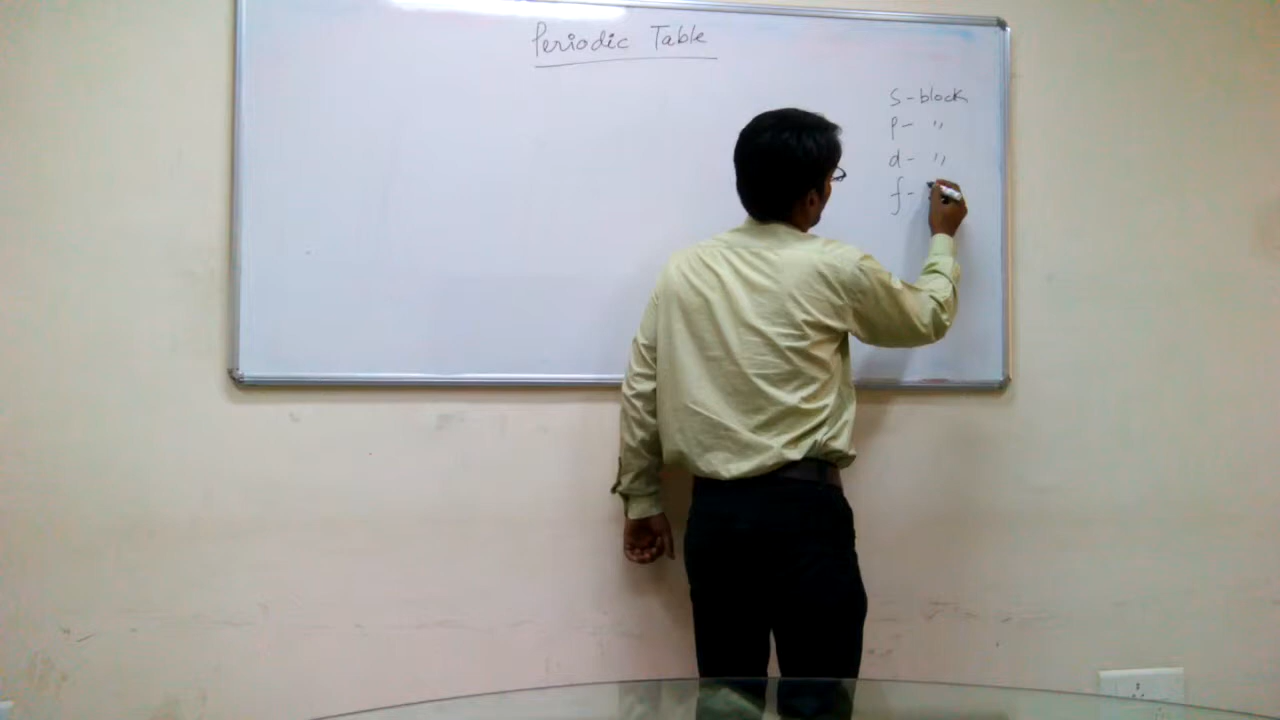 Periodic Table
S-block
p- "
d- "
f-